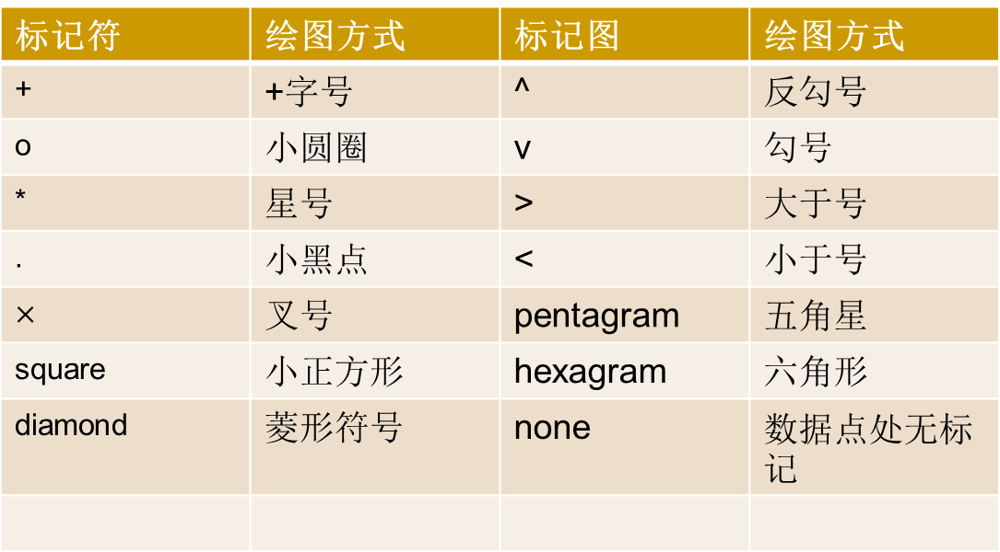 标记符 绘图方式 标记图 绘图方式
+ +字号 ^ 反勾号
o 小圆圈 v 勾号
* 星号 > 大于号
. 小黑点 < 小于号
× 叉号 pentagram 五角星
square 小正方形 hexagram 六角形
diamond 菱形符号 none 数据点处无标
记